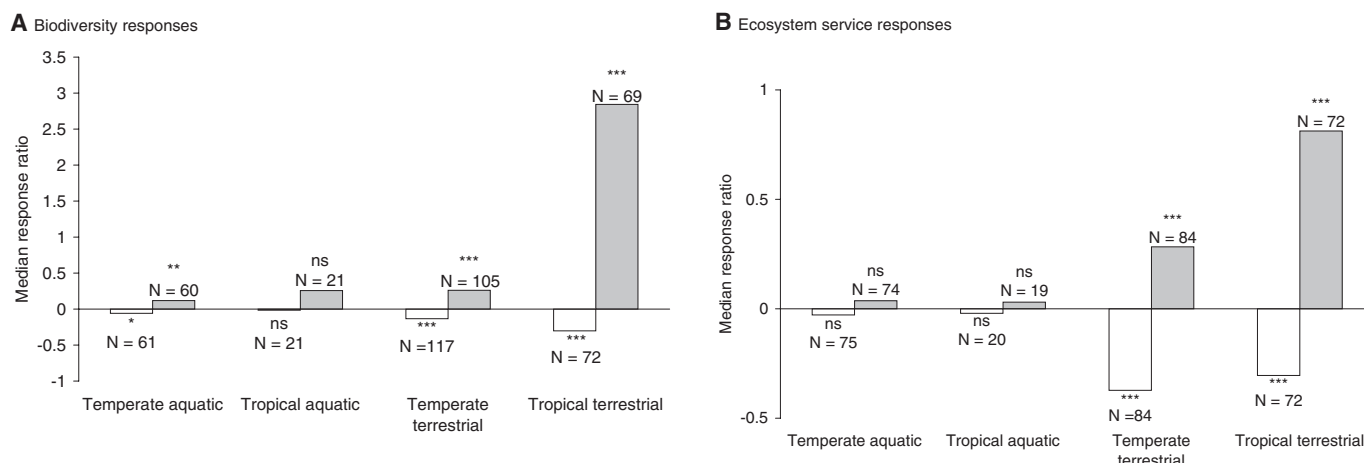 A Biodiversity responses
3.5
3
2.5
2
1.5
1
0.5
0
-0.5
-1
Median response ratio
**
N = 60
*
N = 61
ns
N = 21
ns
N = 21
***
N = 105
***
N =117
***
N = 69
***
N = 72
Temperate aquatic
Tropical aquatic
Temperate
terrestrial
Tropical terrestrial
B Ecosystem service responses
1
0.5
0
-0.5
Median response ratio
ns
N = 74
ns
N = 75
ns
N = 19
ns
N = 20
***
N = 84
***
N =84
***
N = 72
***
N = 72
Temperate aquatic
Tropical aquatic
Temperate
terrestrial
Tropical terrestrial